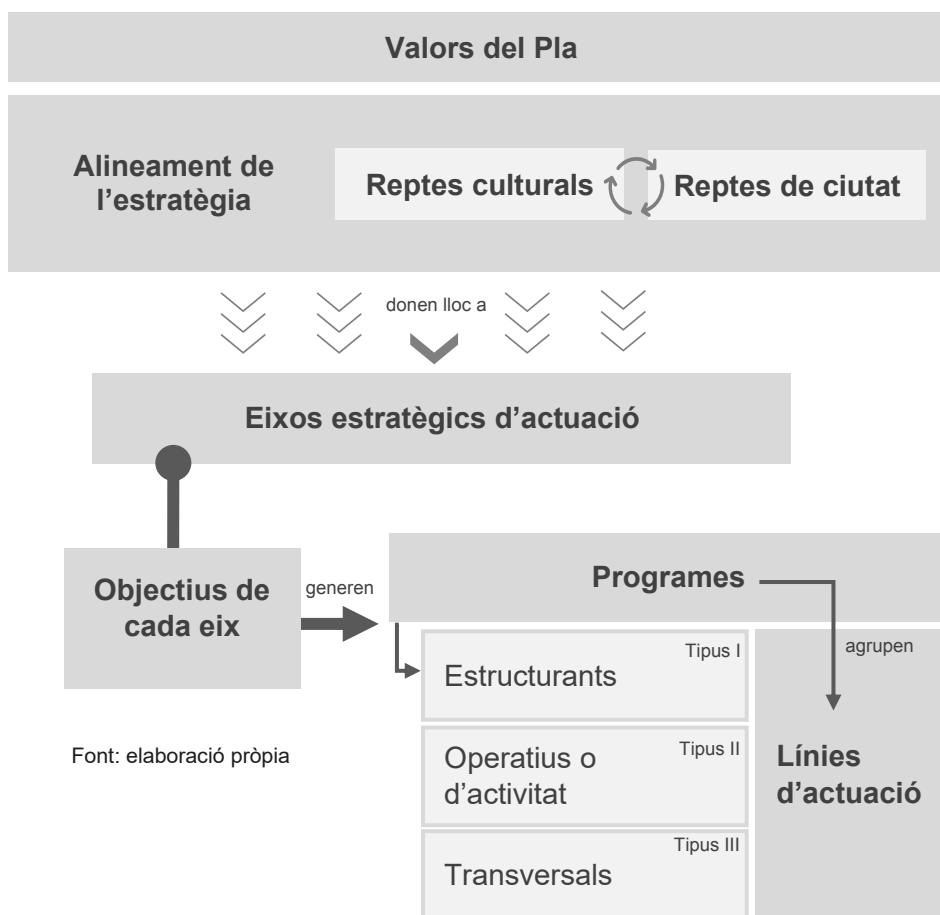 Valors del Pla
Alineament de
l’estratègia
Reptes culturals
Reptes de ciutat
donen lloc a
Eixos estratègics d’actuació
Objectius de
cada eix
generen
Programes
agrupen
Tipus I
Estructurants
Tipus II
Operatius o
d’activitat
Tipus III
Transversals
Línies
d’actuació
Font: elaboració pròpia